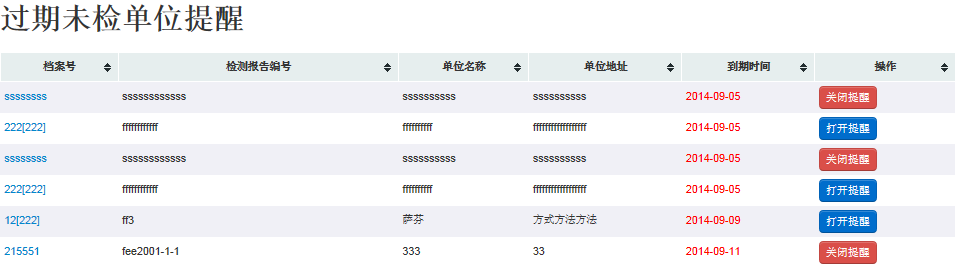 过期未检单位提醒
档案号 检测报告编号 单位名称 单位地址 到期时间 操作
ssssssss ssssssssssss ssssssssss ssssssssss 2014-09-05 关闭提醒
222[222] fffffffffffff ffffffffff ffffffffffffffffff 2014-09-05 打开提醒
ssssssss ssssssssssss ssssssssss ssssssssss 2014-09-05 关闭提醒
222[222] fffffffffffff ffffffffff ffffffffffffffffff 2014-09-05 打开提醒
12[222] ff3 萨芬 方式方法方法 2014-09-09 打开提醒
215551 fee2001-1-1 333 33 2014-09-11 关闭提醒